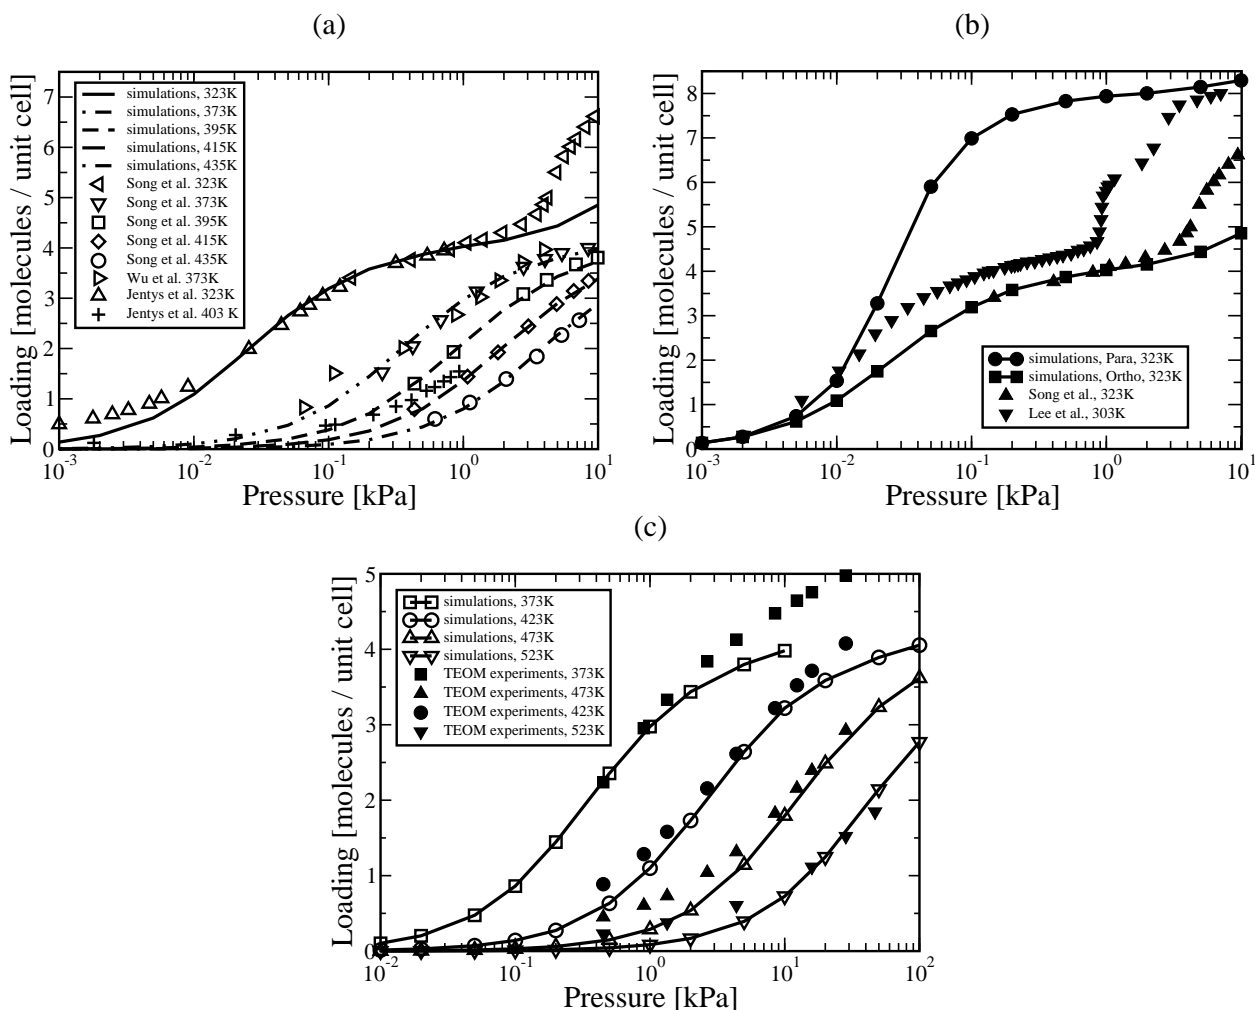 (a)
Loading [molecules / unit cell]
7
6
5
4
3
2
1
0
simulations, 323K
simulations, 373K
simulations, 395K
simulations, 415K
simulations, 435K
Song et al. 323K
Song et al. 373K
Song et al. 395K
Song et al. 415K
Song et al. 435K
Wu et al. 373K
Jentys et al. 323K
Jentys et al. 403 K
10-3 10-2 10-1 100 101
Pressure [kPa]
(b)
Loading [molecules / unit cell]
8
7
6
5
4
3
2
1
0
simulations, Para, 323K
simulations, Ortho, 323K
Song et al., 323K
Lee et al., 303K
10-3 10-2 10-1 100 101
Pressure [kPa]
(c)
Loading [molecules / unit cell]
5
4
3
2
1
0
simulations, 373K
simulations, 423K
simulations, 473K
simulations, 523K
TEOM experiments, 373K
TEOM experiments, 473K
TEOM experiments, 423K
TEOM experiments, 523K
10-2 10-1 100 101 102
Pressure [kPa]